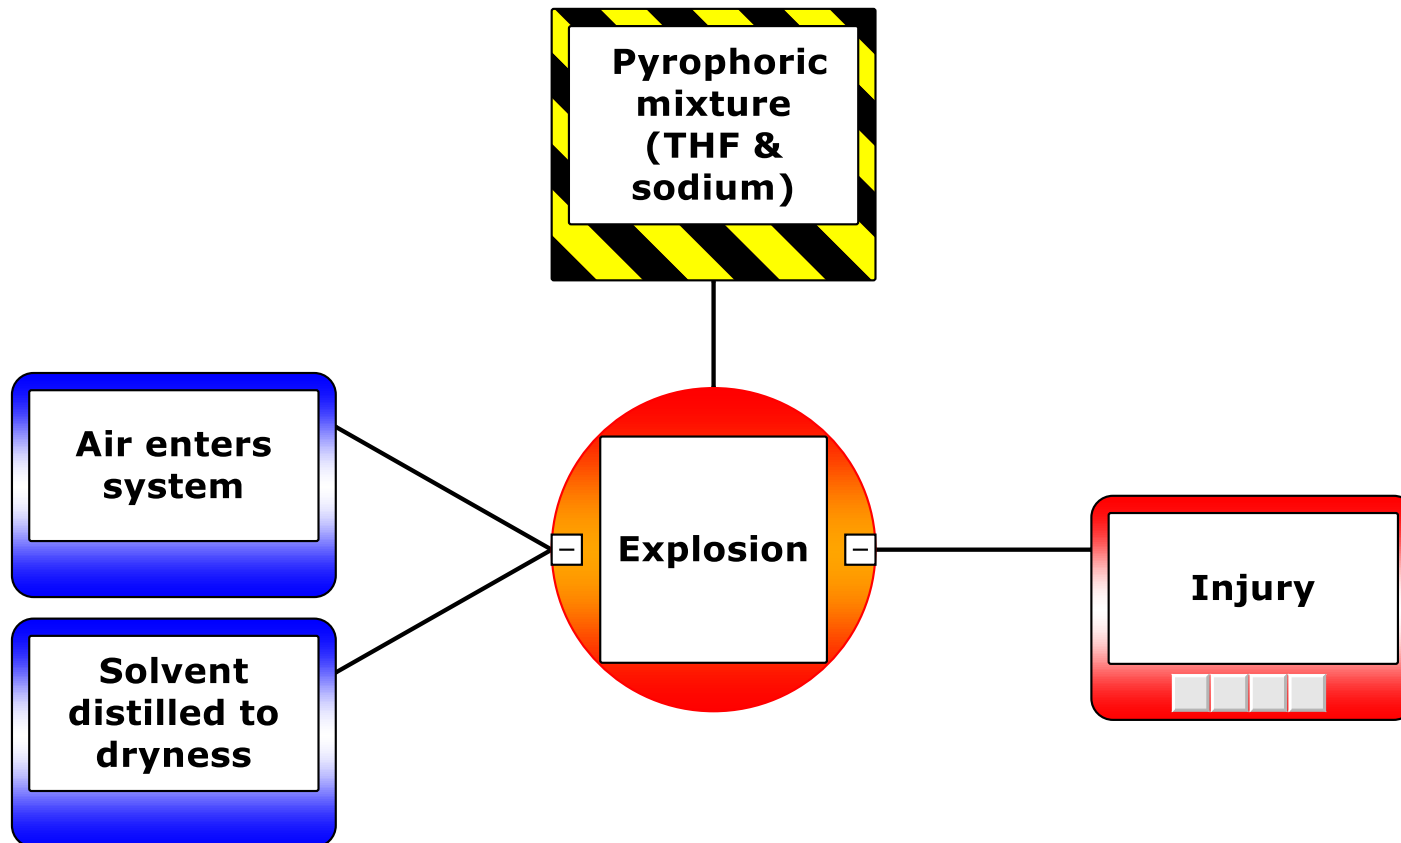 Pyrophoric
mixture
(THF &
sodium)
Air enters
system
Explosion
Injury
Solvent
distilled to
dryness